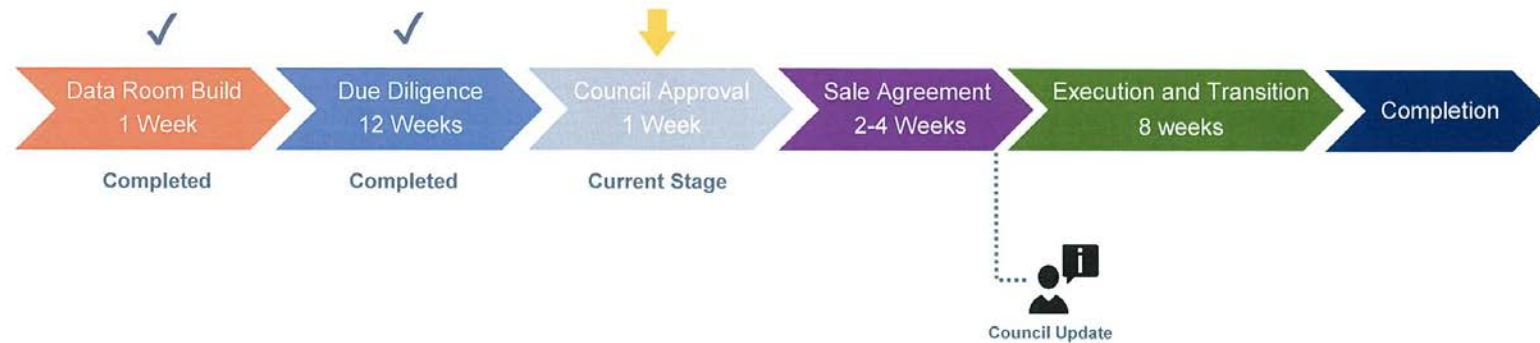 Data Room Build
1 Week
Completed
Due Diligence
12 Weeks
Completed
Council Approval
1 Week
Current Stage
Sale Agreement
2-4 Weeks
Execution and Transition
8 weeks
Completion
i
Council Update